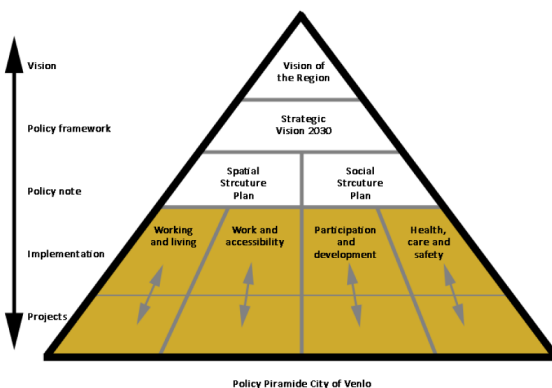 Vision
Vision of
the Region
Policy framework
Strategic
Vision 2030
Policy note
Spatial
Strcuture
Plan
Social
Strcuture
Plan
Implementation
Working
and living
Work and
accessibility
Participation
and
development
Health,
care and
safety
Projects
Policy Piramide City of Venlo